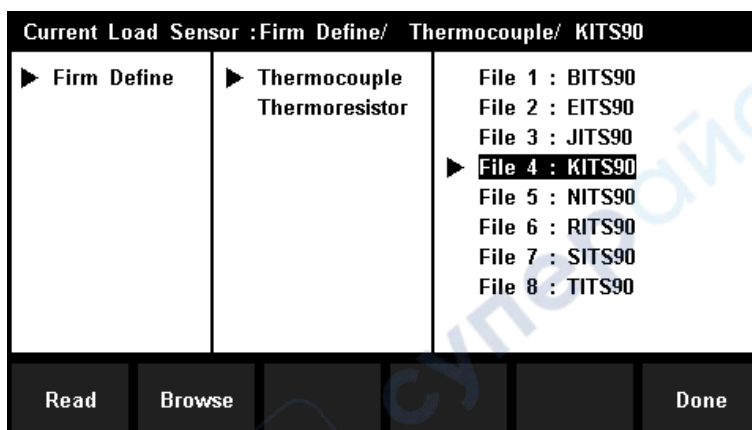 Current Load Sensor :Firm Define/ Thermocouple/ KITS90
Firm Define
Thermocouple
Thermoresistor
File 1 : BITS90
File 2 : EITS90
File 3 : JITS90
File 4 : KITS90
File 5 : NITS90
File 6 : RITS90
File 7 : SITS90
File 8 : TITS90
Read Browse Done
суперайс